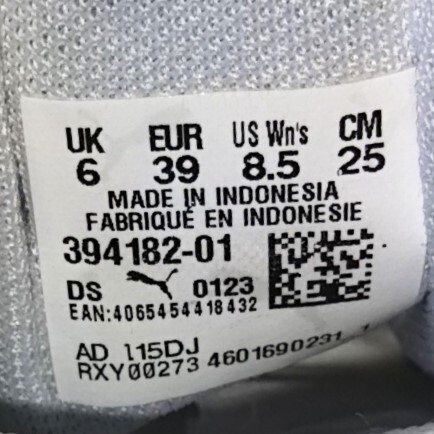 UK EUR US Wn's CM
6 39 8.5 25
MADE IN INDONESIA
FABRIQUÉ EN INDONESIE
394182-01
DS 0123
EAN:4065454418432
AD 115DJ
RXY00273 4601690231 1